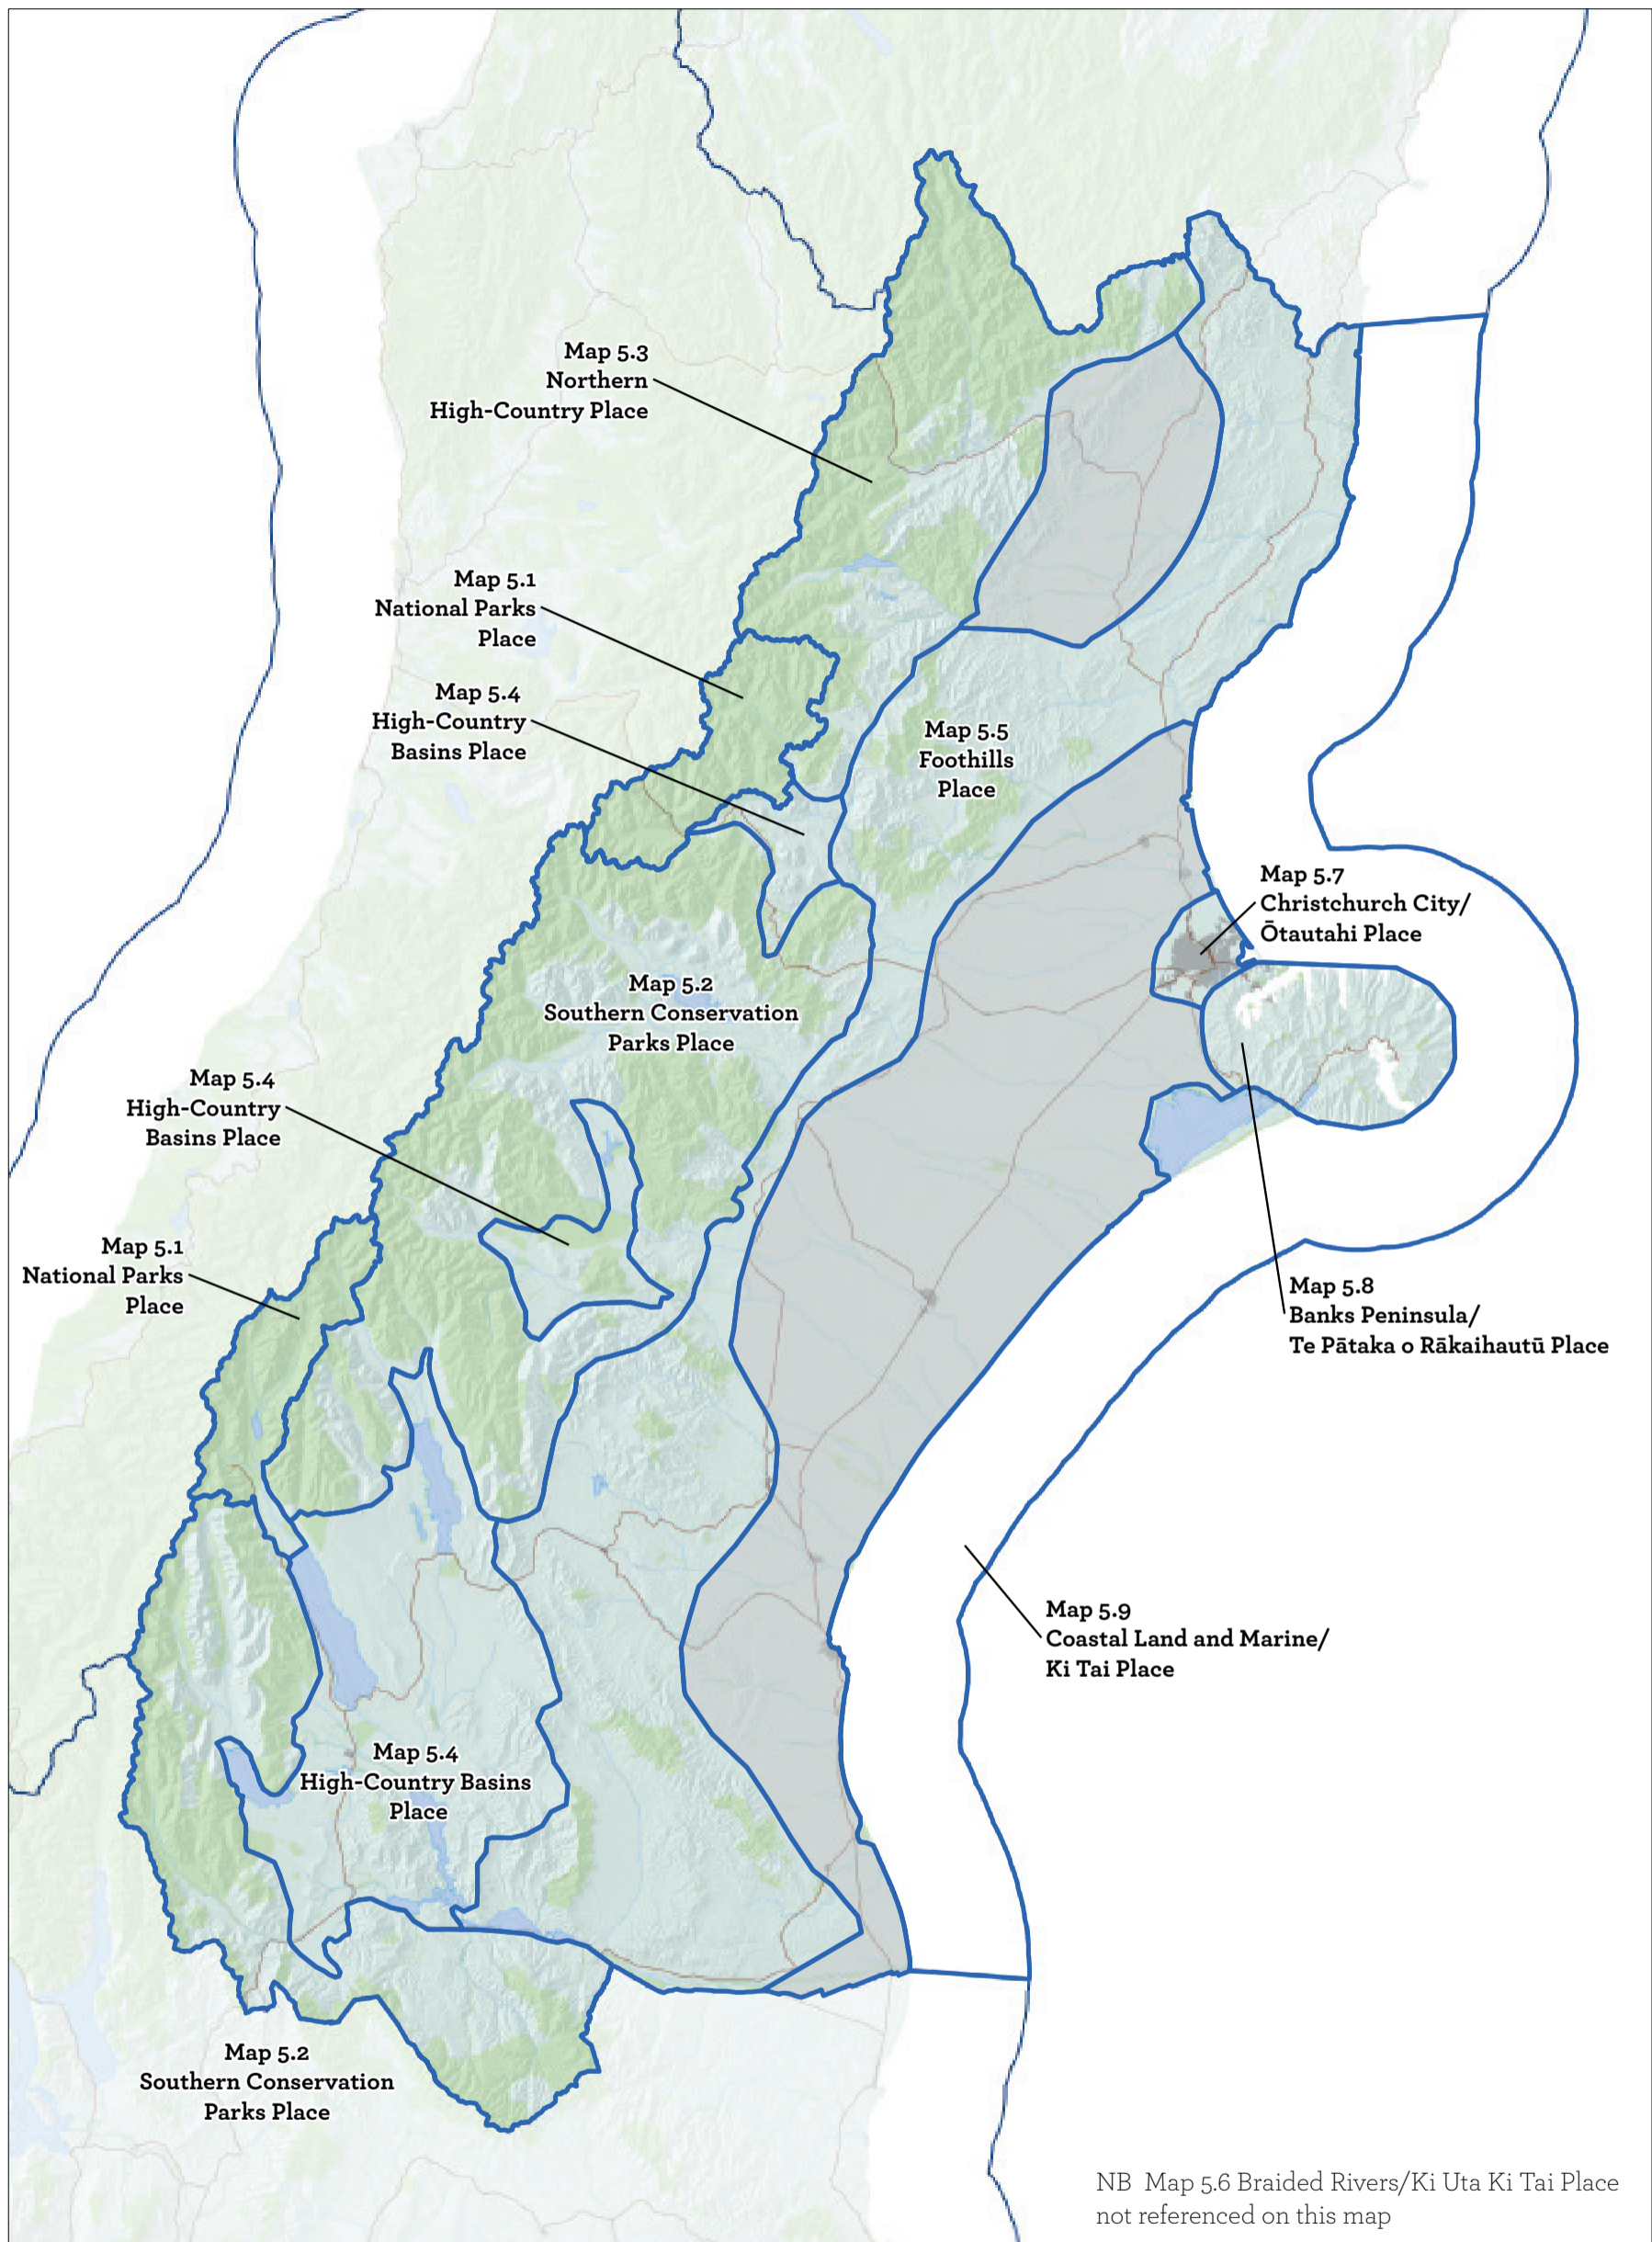 Map 5.3
Northern
High-Country Place
Map 5.1
National Parks
Place
Map 5.4
High-Country
Basins Place
Map 5.5
Foothills
Place
Map 5.7
Christchurch City/
Ōtautahi Place
Map 5.2
Southern Conservation
Parks Place
Map 5.4
High-Country
Basins Place
Map 5.1
National Parks
Place
Map 5.8
Banks Peninsula/
Te Pātaka o Rākaihautū Place
Map 5.9
Coastal Land and Marine/
Ki Tai Place
Map 5.4
High-Country Basins
Place
Map 5.2
Southern Conservation
Parks Place
NB Map 5.6 Braided Rivers/Ki Uta Ki Tai Place
not referenced on this map